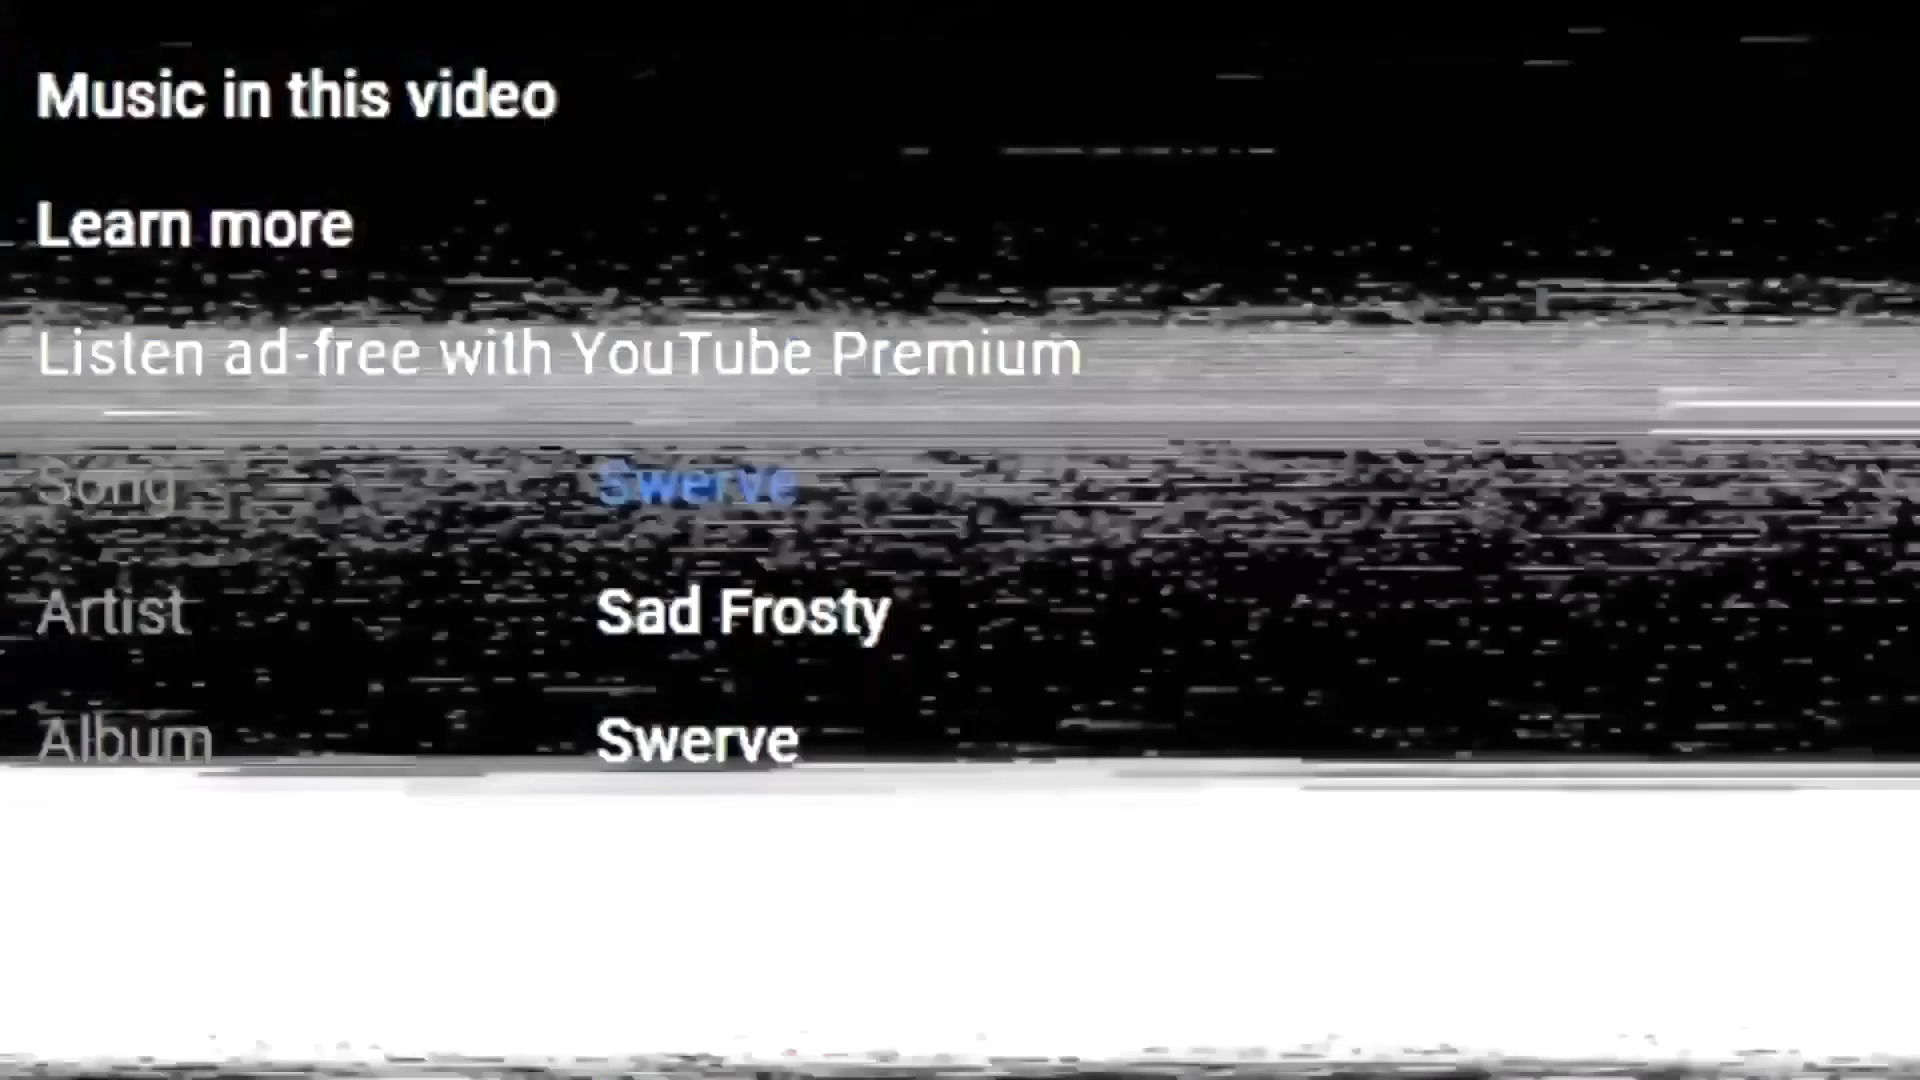 Music in this video
Learn more
Listen ad-free with YouTube Premium
Song Swerve
Artist Sad Frosty
Album Swerve